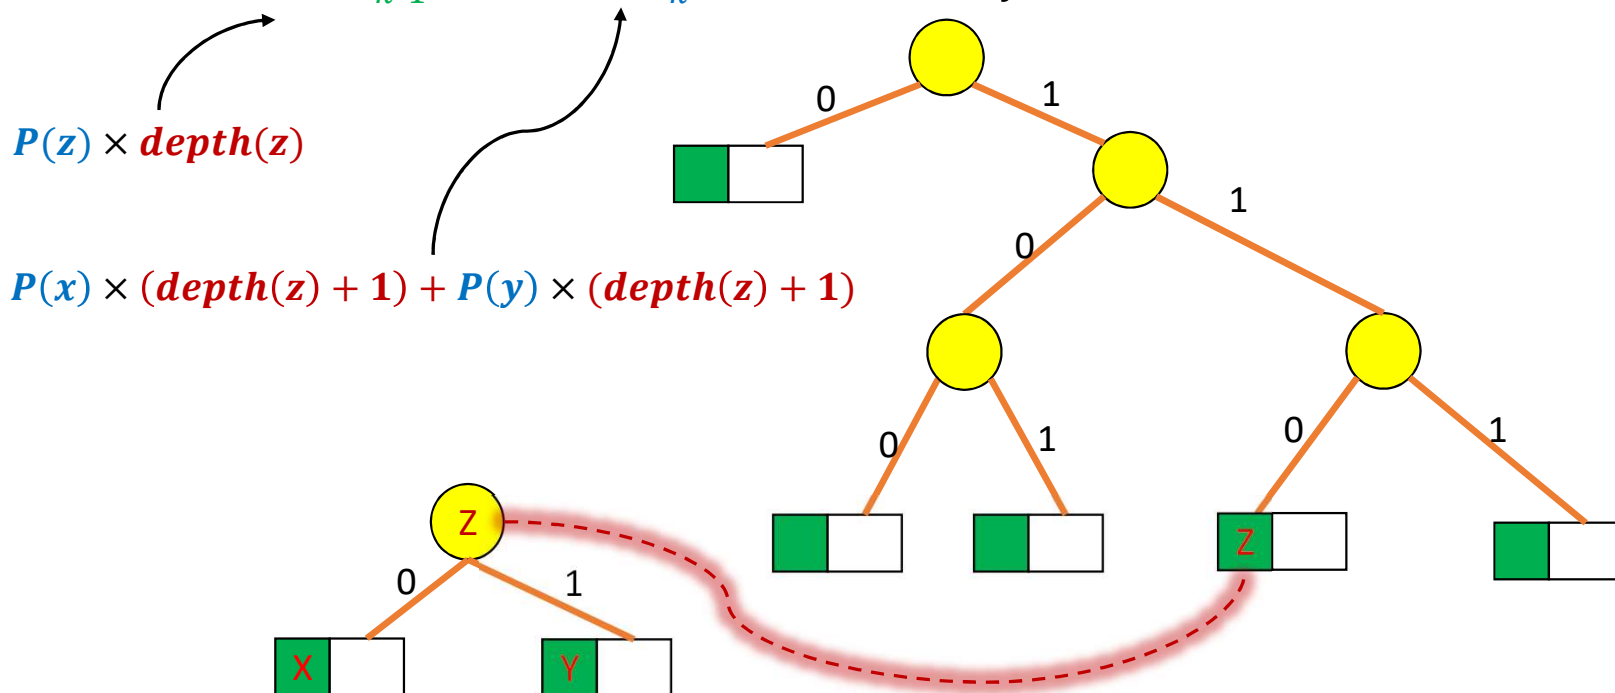 0
1
P(z) × depth(z)
1
0
P(x) × (depth(z) + 1) + P(y) × (depth(z) + 1)
0
1
0
1
Z
Z
0
1
X
Y